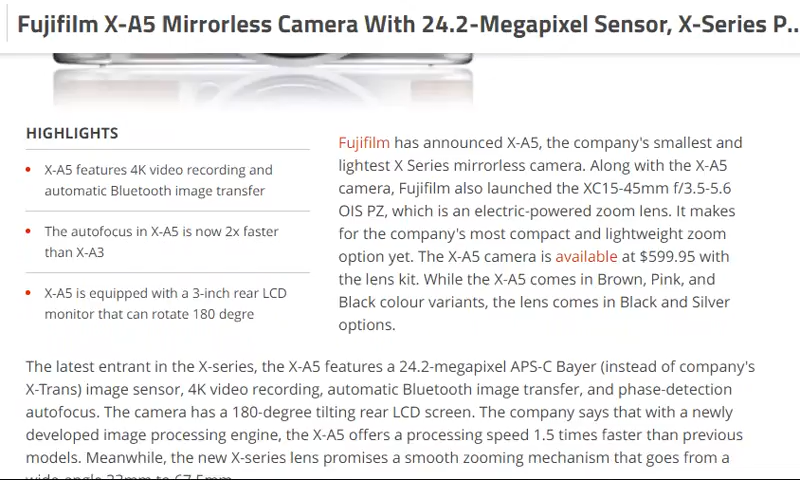 Fujifilm X-A5 Mirrorless Camera With 24.2-Megapixel Sensor, X-Series P...
HIGHLIGHTS
X-A5 features 4K video recording and
automatic Bluetooth image transfer
The autofocus in X-A5 is now 2x faster
than X-A3
X-A5 is equipped with a 3-inch rear LCD
monitor that can rotate 180 degre
Fujifilm has announced X-A5, the company's smallest and
lightest X Series mirrorless camera. Along with the X-A5
camera, Fujifilm also launched the XC15-45mm f/3.5-5.6
OIS PZ, which is an electric-powered zoom lens. It makes
for the company's most compact and lightweight zoom
option yet. The X-A5 camera is available at $599.95 with
the lens kit. While the X-A5 comes in Brown, Pink, and
Black colour variants, the lens comes in Black and Silver
options.
The latest entrant in the X-series, the X-A5 features a 24.2-megapixel APS-C Bayer (instead of company's
X-Trans) image sensor, 4K video recording, automatic Bluetooth image transfer, and phase-detection
autofocus. The camera has a 180-degree tilting rear LCD screen. The company says that with a newly
developed image processing engine, the X-A5 offers a processing speed 1.5 times faster than previous
models. Meanwhile, the new X-series lens promises a smooth zooming mechanism that goes from a